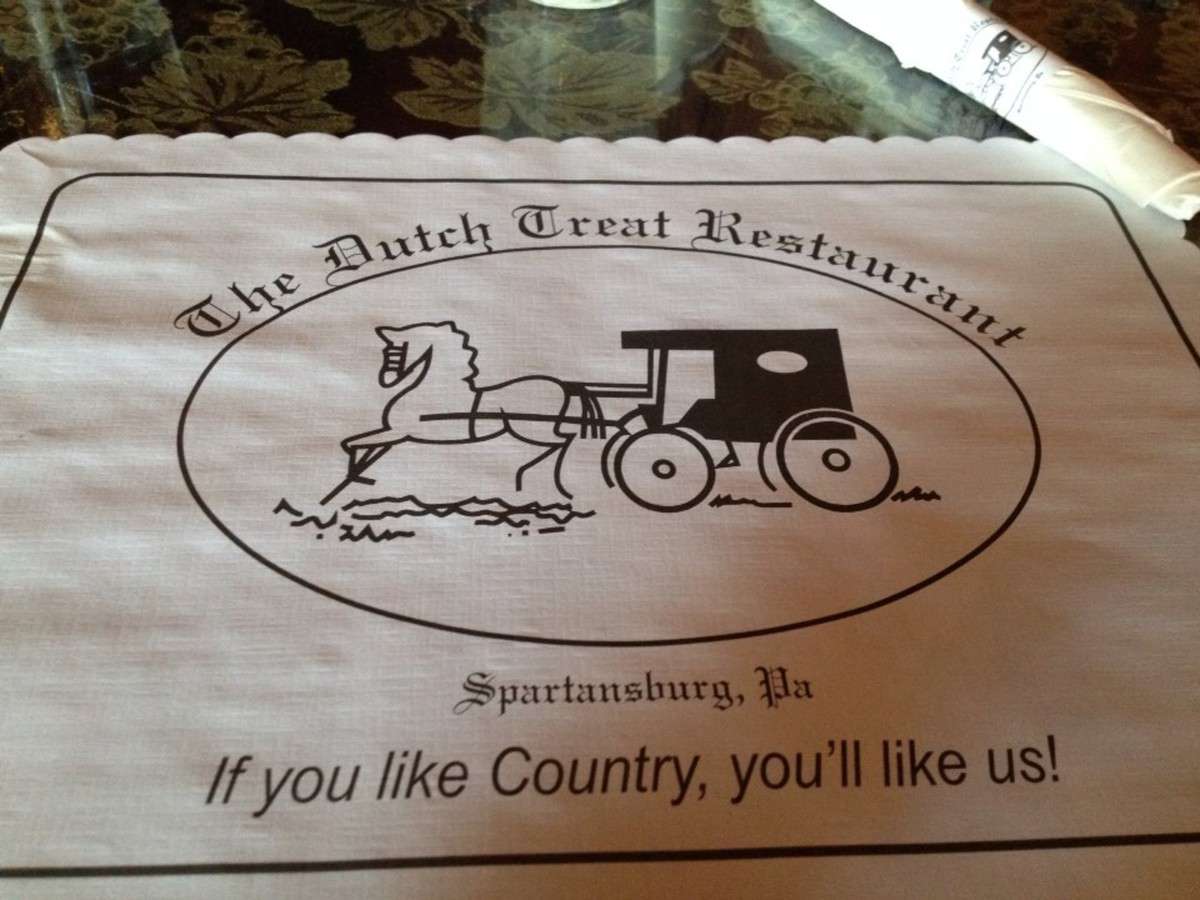 The Dutch Treat Restaurant
Spartansburg, Pa
If you like Country, you'll like us!